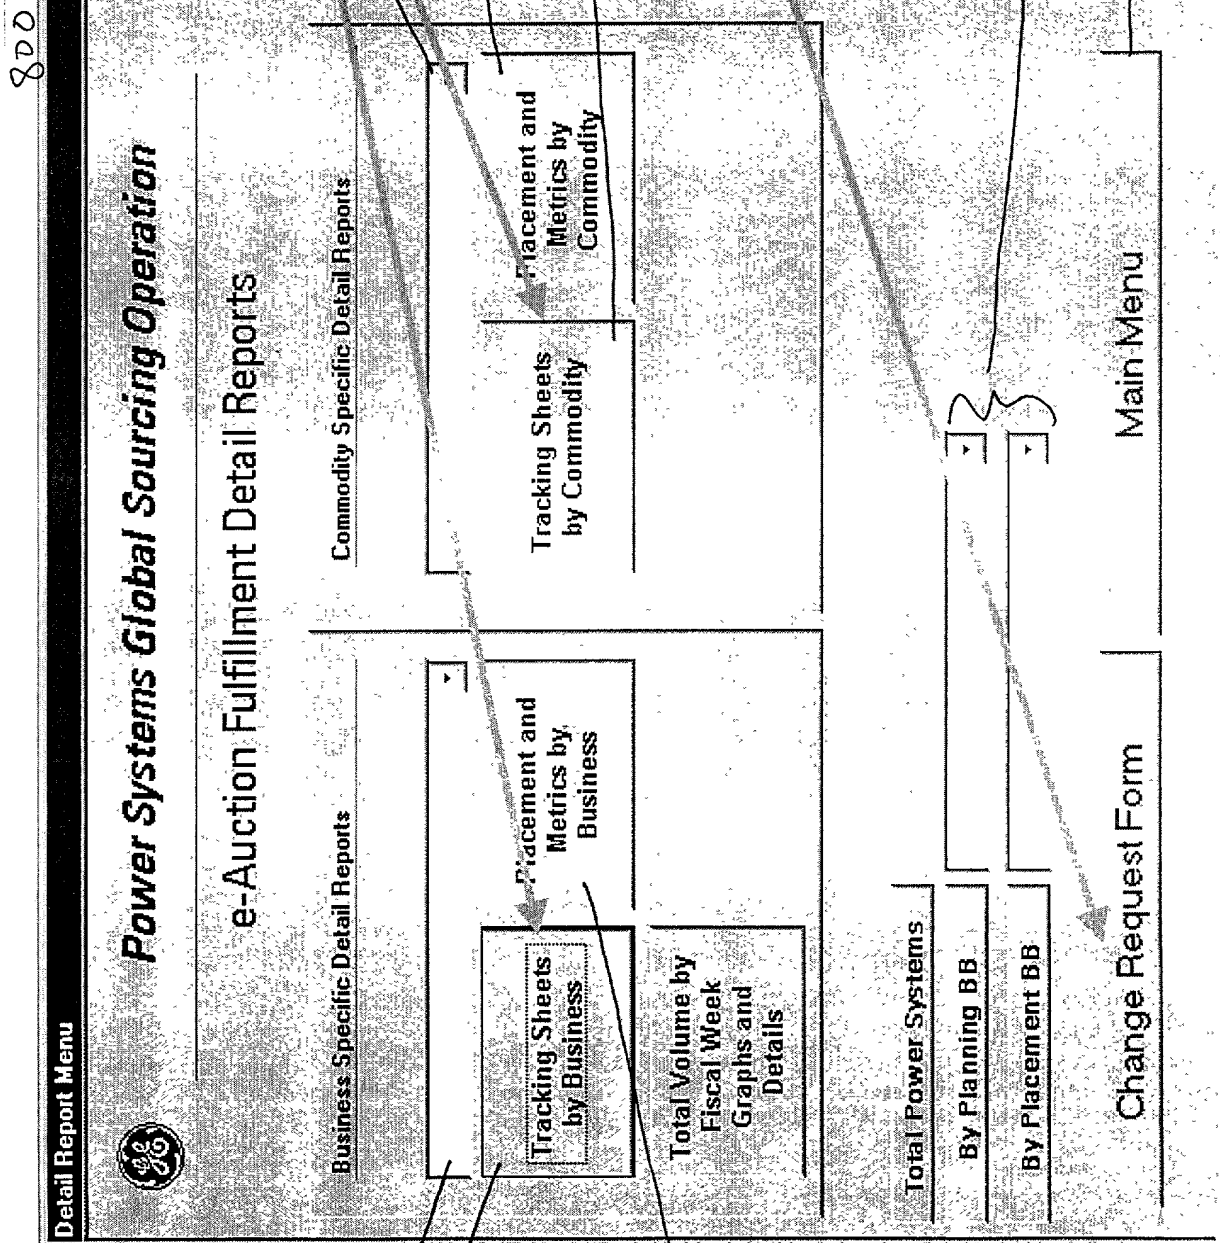 800
Detail Report Menu
Power Systems Global Sourcing Operation
e-Auction Fulfillment Detail Reports
Business Specific Detail Reports
Tracking Sheets
by Business
Placement and
Metrics by
Business
Total Volume by
Fiscal Week
Graphs and
Details
Commodity Specific Detail Reports
Tracking Sheets
by Commodity
Placement and
Metrics by
Commodity
Total Power Systems
By Planning BB
By Placement BB
Change Request Form
Main Menu